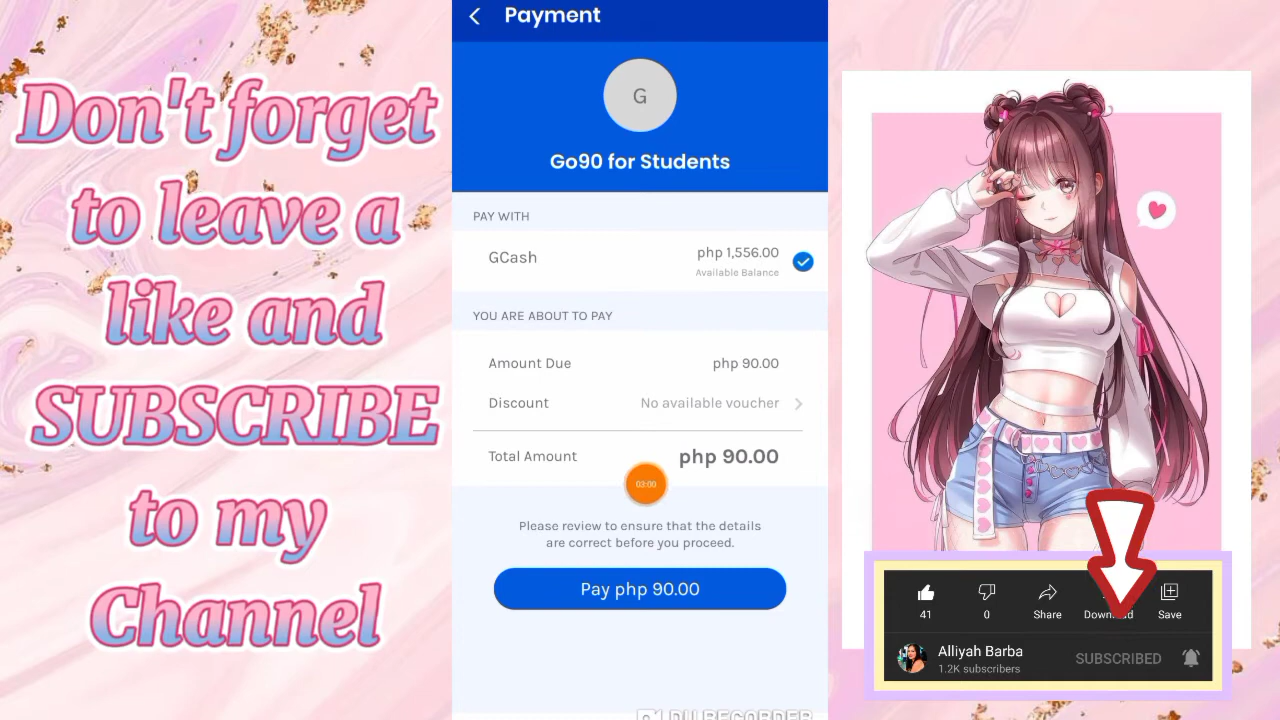 Don't forget
to leave a
like and
SUBSCRIBE
to my
Channel
Payment
G
Go90 for Students
PAY WITH
GCash
php 1,556.00
Available Balance
YOU ARE ABOUT TO PAY
Amount Due
php 90.00
Discount
No available voucher
Total Amount
php 90.00
03:00
Please review to ensure that the details
are correct before you proceed.
Pay php 90.00
DU RECORDER
41
0
Share
Download
Save
Alliyah Barba
1.2K subscribers
SUBSCRIBED